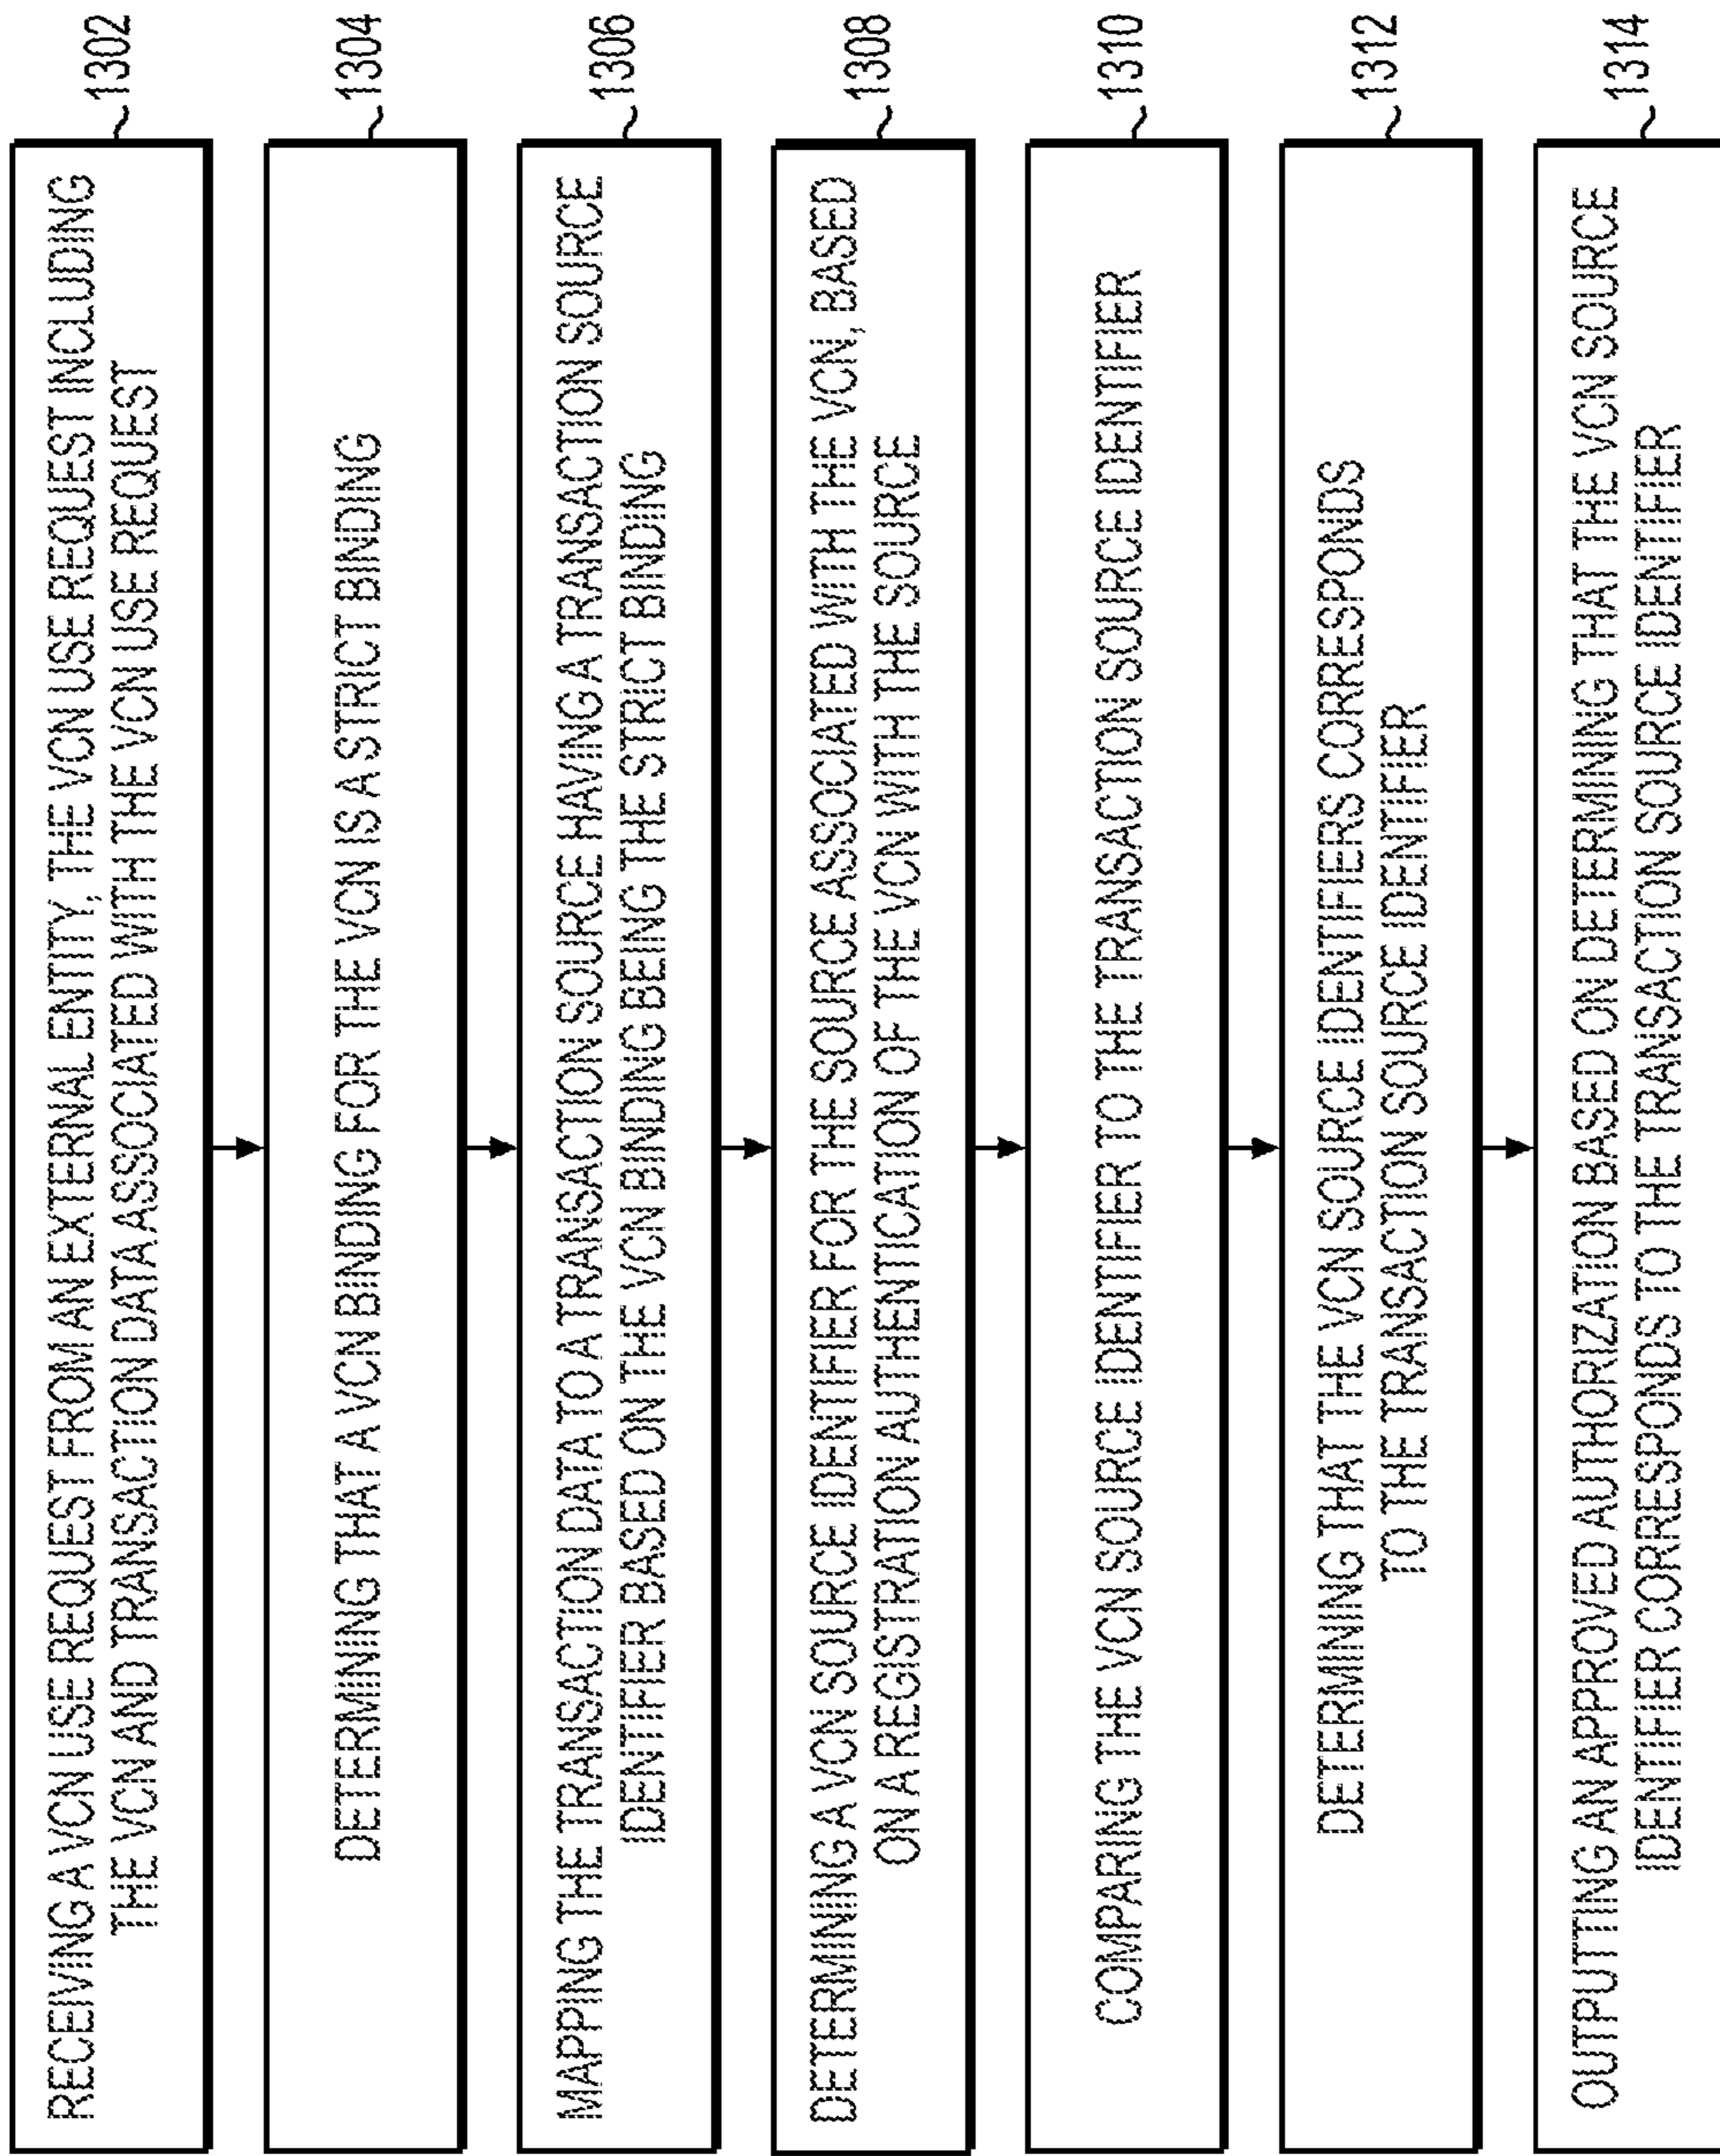 RECEIVING A VCN USE REQUEST FROM AN EXTERNAL ENTITY, THE VCN USE REQUEST INCLUDING
THE VCN AND TRANSACTION DATA ASSOCIATED WITH THE VCN USE REQUEST
1302
DETERMINING THAT A VCN BINDING FOR THE VCN IS A STRICT BINDING
1304
MAPPING THE TRANSACTION DATA TO A TRANSACTION SOURCE HAVING A TRANSACTION SOURCE
IDENTIFIER BASED ON THE VCN BINDING BEING THE STRICT BINDING
1306
DETERMINING A VCN SOURCE IDENTIFIER FOR THE SOURCE ASSOCIATED WITH THE VCN, BASED
ON A REGISTRATION AUTHENTICATION OF THE VCN WITH THE SOURCE
1308
COMPARING THE VCN SOURCE IDENTIFIER TO THE TRANSACTION SOURCE IDENTIFIER
1310
DETERMINING THAT THE VCN SOURCE IDENTIFIERS CORRESPONDS
TO THE TRANSACTION SOURCE IDENTIFIER
1312
OUTPUTTING AN APPROVED AUTHORIZATION BASED ON DETERMINING THAT THE VCN SOURCE
IDENTIFIER CORRESPONDS TO THE TRANSACTION SOURCE IDENTIFIER
1314